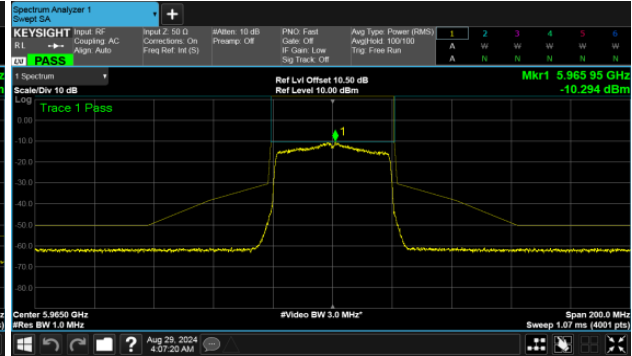 Spectrum Analyzer 1
Swept SA
+
KEYSIGHT
RL
PASS
Input: RF
Coupling: AC
Align: Auto
Input Z: 50 Ω
Corrections: On
Freq Ref: Int (S)
#Atten: 10 dB
Preamp: Off
PNO: Fast
Gate: Off
IF Gain: Low
Sig Track: Off
Avg Type: Power (RMS)
Avg|Hold: 100/100
Trig: Free Run
1 2 3 4 5 6
A W W W W W
A N N N N N
1 Spectrum
Scale/Div 10 dB
Ref Lvl Offset 10.50 dB
Ref Level 10.00 dBm
Mkr1 5.965 95 GHz
-10.294 dBm
Log
Trace 1 Pass
0.00
1
-10.0
-20.0
-30.0
-40.0
-50.0
-60.0
-70.0
-80.0
Center 5.9650 GHz
#Video BW 3.0 MHz*
Span 200.0 MHz
#Res BW 1.0 MHz
Sweep 1.07 ms (4001 pts)
?
Aug 29, 2024
4:07:20 AM